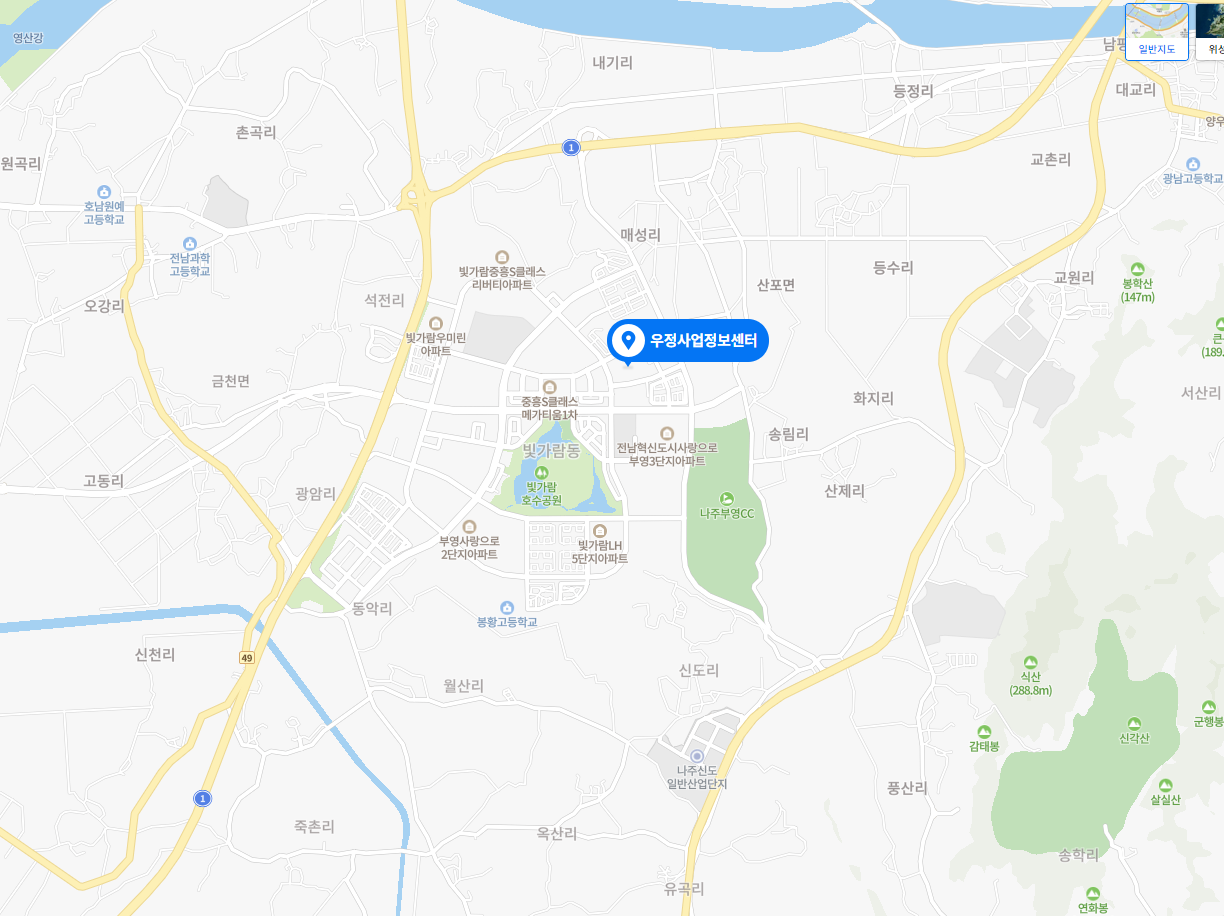 영산강
일반지도
내기리
등정리
대교리
촌곡리
1
원곡리
교촌리
호남원예
고등학교
광남고등학교
매성리
전남과학
고등학교
빛가람중흥S클래스
리버티아파트
등수리
산포면
교원리
봉학산
(147m)
오강리
석전리
빛가람우미린
아파트
우정사업정보센터
금천면
중흥S클래스
메가티움1차
화지리
서산리
송림리
빛가람동
전남혁신도시사랑으로
부영3단지아파트
고동리
광암리
빛가람
호수공원
산제리
나주부영CC
부영사랑으로
2단지아파트
빛가람LH
5단지아파트
동악리
봉황고등학교
신천리
49
월산리
신도리
식산
(288.8m)
군행봉
감태봉
신각산
나주신도
일반산업단지
풍산리
살실산
1
죽촌리
옥산리
송학리
유곡리
연화봉